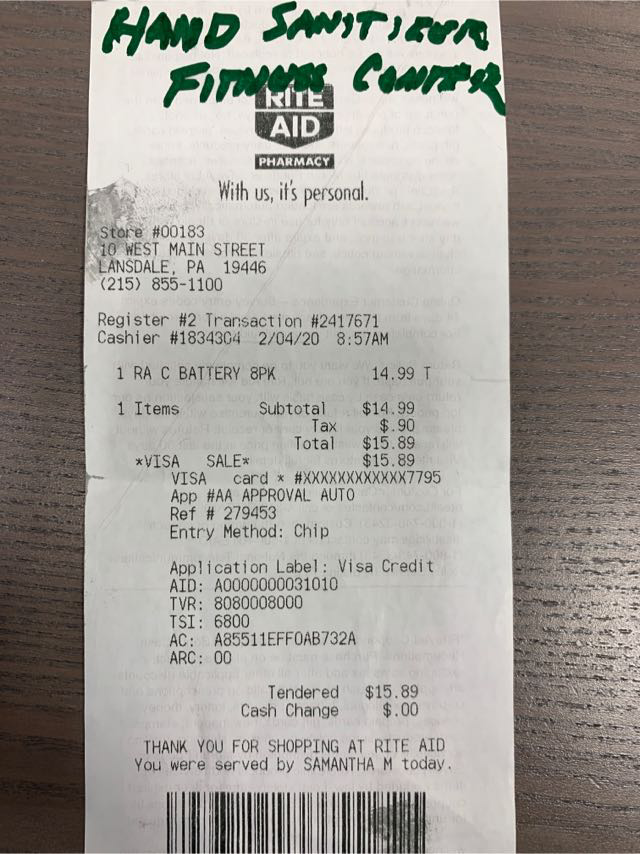 HAND SANITIZER
FITNESS CENTER
RITE
AID
PHARMACY
With us, it's personal.
Store #00183
10 WEST MAIN STREET
LANSDALE, PA 19446
(215) 855-1100
Register #2 Transaction #2417671
Cashier #1834304 2/04/20 8:57AM
1 RA C BATTERY 8PK 14.99 T
1 Items Subtotal $14.99
Tax $.90
Total $15.89
*VISA SALE* $15.89
VISA card * #XXXXXXXXXXXX7795
App #AA APPROVAL AUTO
Ref # 279453
Entry Method: Chip
Application Label: Visa Credit
AID: A0000000031010
TVR: 8080008000
TSI: 6800
AC: A85511EFF0AB732A
ARC: 00
Tendered $15.89
Cash Change $.00
THANK YOU FOR SHOPPING AT RITE AID
You were served by SAMANTHA M today.